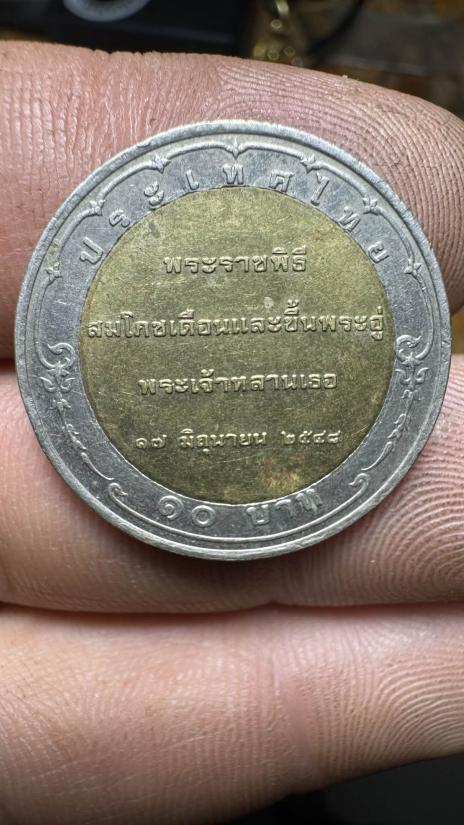 ประเทศไทย
พระราชพิธี
สมโภชเดือนและขึ้นพระอู่
พระเจ้าหลานเธอ
๑๗ มิถุนายน ๒๕๔๘
๑๐ บาท